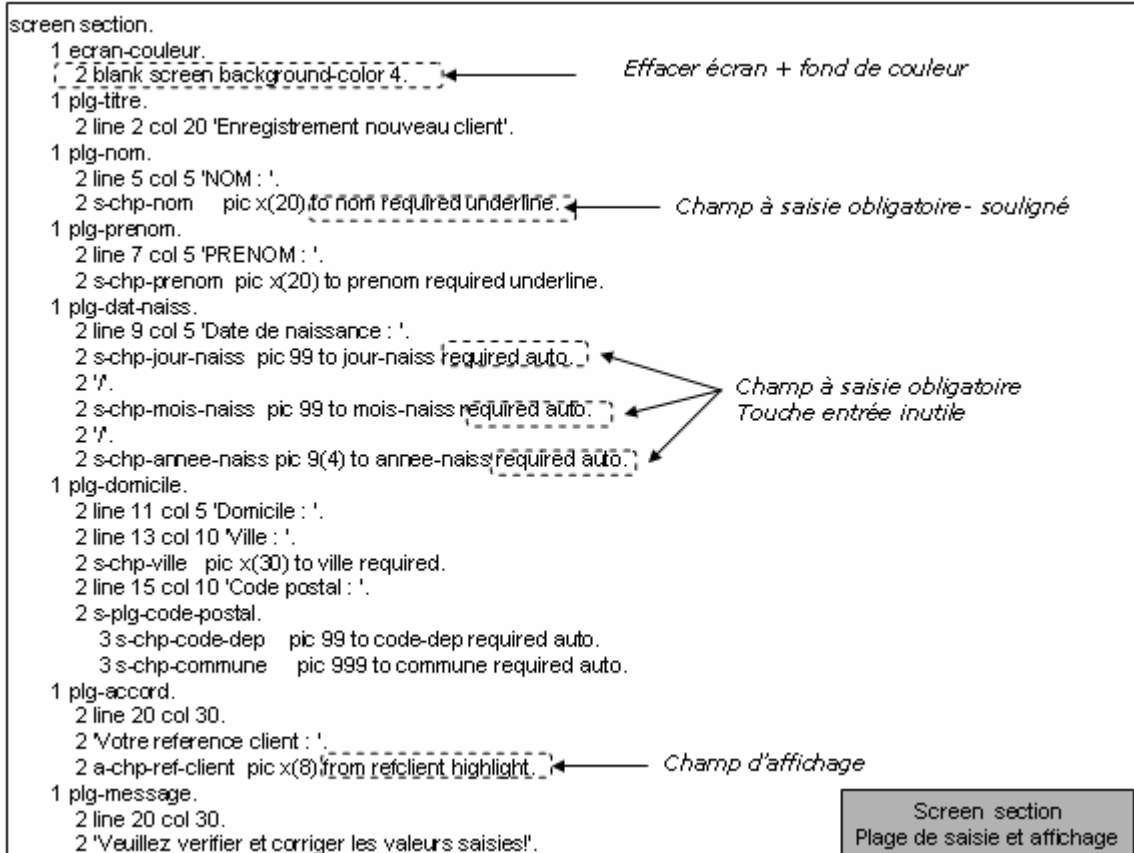 screen section.
1 ecran-couleur.
2 blank screen background-color 4.
Effacer écran + fond de couleur
1 plg-titre.
2 line 2 col 20 'Enregistrement nouveau client'.
1 plg-nom.
2 line 5 col 5 'NOM : '.
2 s-chp-nom pic x(20) to nom required underline.
Champ à saisie obligatoire- souligné
1 plg-prenom.
2 line 7 col 5 'PRENOM : '.
2 s-chp-prenom pic x(20) to prenom required underline.
1 plg-dat-naiss.
2 line 9 col 5 'Date de naissance : '.
2 s-chp-jour-naiss pic 99 to jour-naiss required auto.
2 '/'.
2 s-chp-mois-naiss pic 99 to mois-naiss required auto.
Champ à saisie obligatoire
Touche entrée inutile
2 '/'.
2 s-chp-annee-naiss pic 9(4) to annee-naiss required auto.
1 plg-domicile.
2 line 11 col 5 'Domicile : '.
2 line 13 col 10 'Ville : '.
2 s-chp-ville pic x(30) to ville required.
2 line 15 col 10 'Code postal : '.
2 s-plg-code-postal.
3 s-chp-code-dep pic 99 to code-dep required auto.
3 s-chp-commune pic 999 to commune required auto.
1 plg-accord.
2 line 20 col 30.
2 'Votre reference client : '.
2 a-chp-ref-client pic x(8) from refclient highlight.
Champ d'affichage
1 plg-message.
2 line 20 col 30.
2 'Veuillez verifier et corriger les valeurs saisies!'.
Screen section
Plage de saisie et affichage